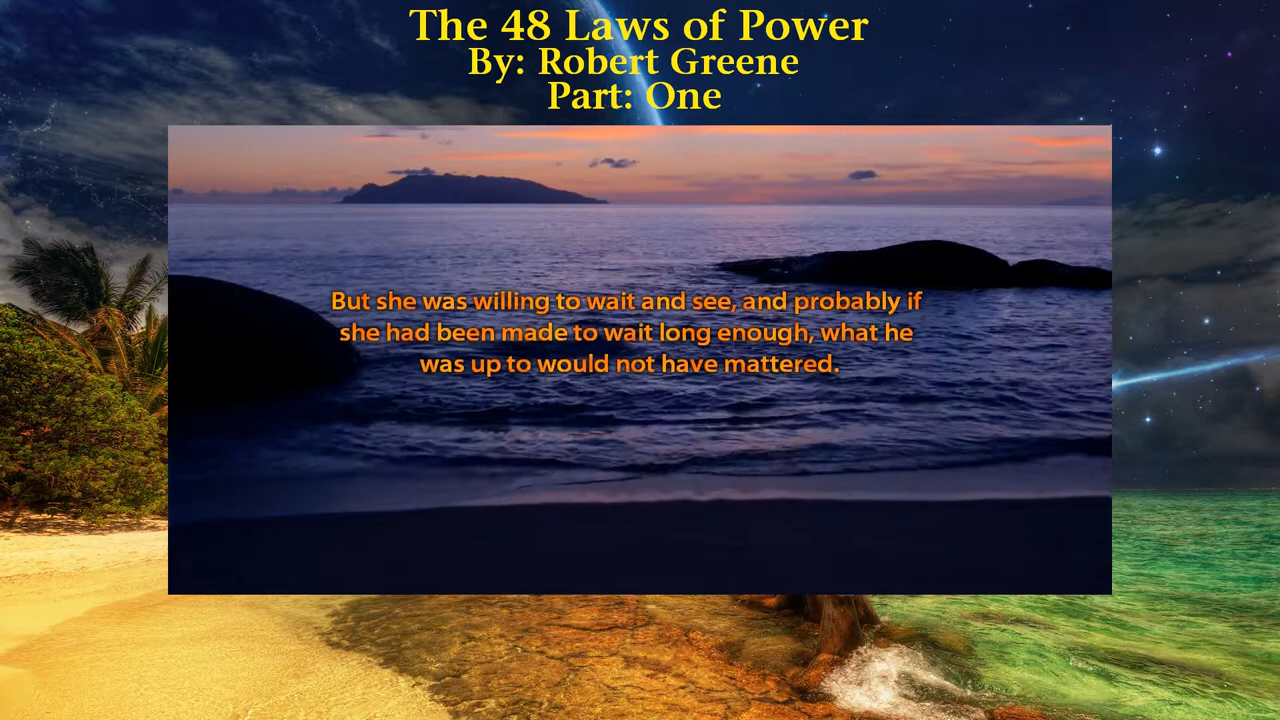 The 48 Laws of Power
By: Robert Greene
Part: One
But she was willing to wait and see, and probably if
she had been made to wait long enough, what he
was up to would not have mattered.